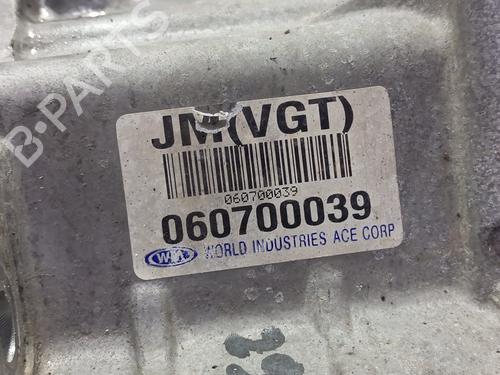 B-PARTS
JM(VGT)
060700039
060700039
WIA WORLD INDUSTRIES ACE CORP